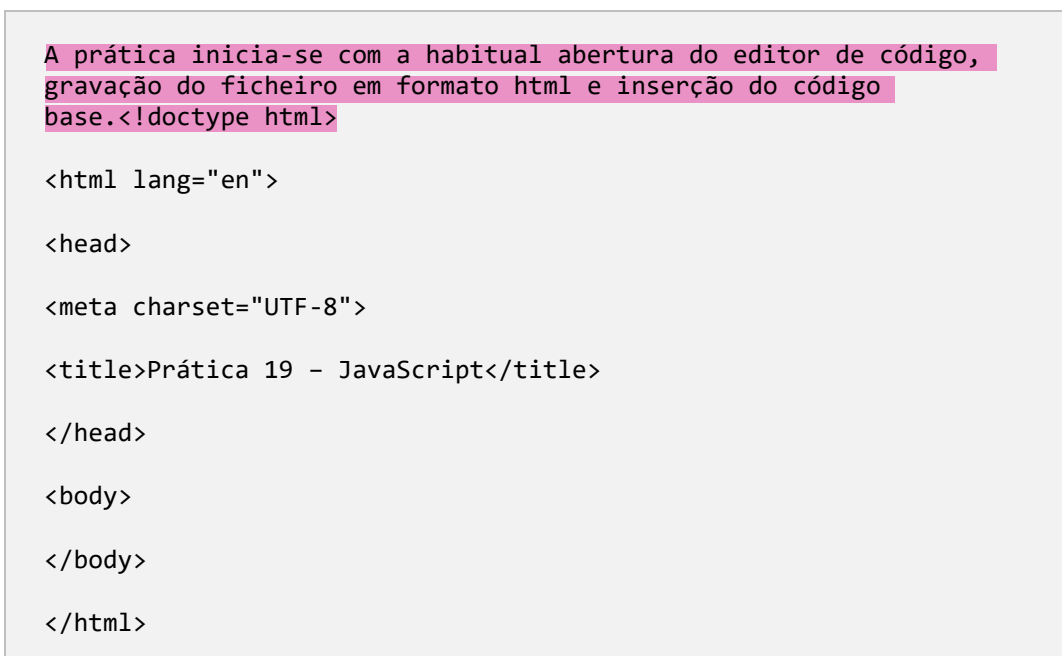 A prática inicia-se com a habitual abertura do editor de código,
gravação do ficheiro em formato html e inserção do código
base.<!doctype html>
<html lang="en">
<head>
<meta charset="UTF-8">
<title>Prática 19 – JavaScript</title>
</head>
<body>
</body>
</html>